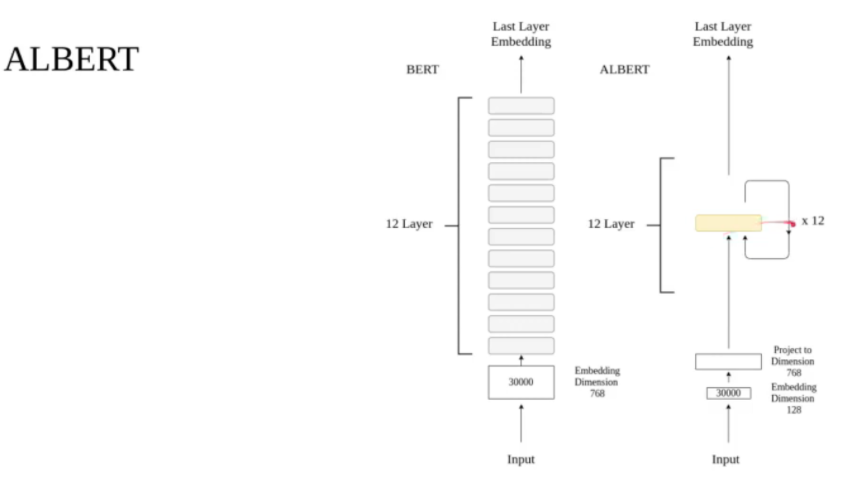 ALBERT
BERT
Last Layer
Embedding
12 Layer
30000
Embedding
Dimension
768
Input
ALBERT
Last Layer
Embedding
12 Layer
x 12
Project to
Dimension
768
30000
Embedding
Dimension
128
Input